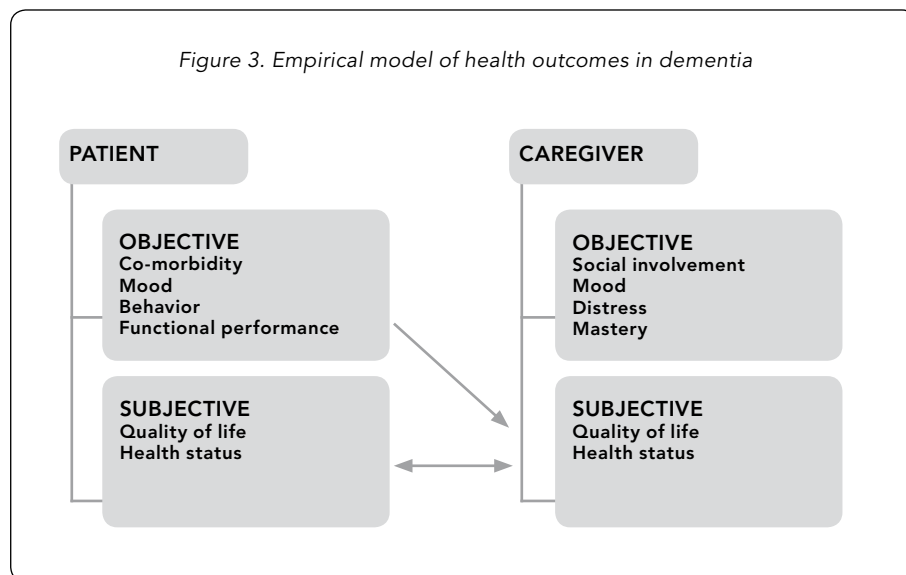 Figure 3. Empirical model of health outcomes in dementia
PATIENT
OBJECTIVE
Co-morbidity
Mood
Behavior
Functional performance
SUBJECTIVE
Quality of life
Health status
CAREGIVER
OBJECTIVE
Social involvement
Mood
Distress
Mastery
SUBJECTIVE
Quality of life
Health status